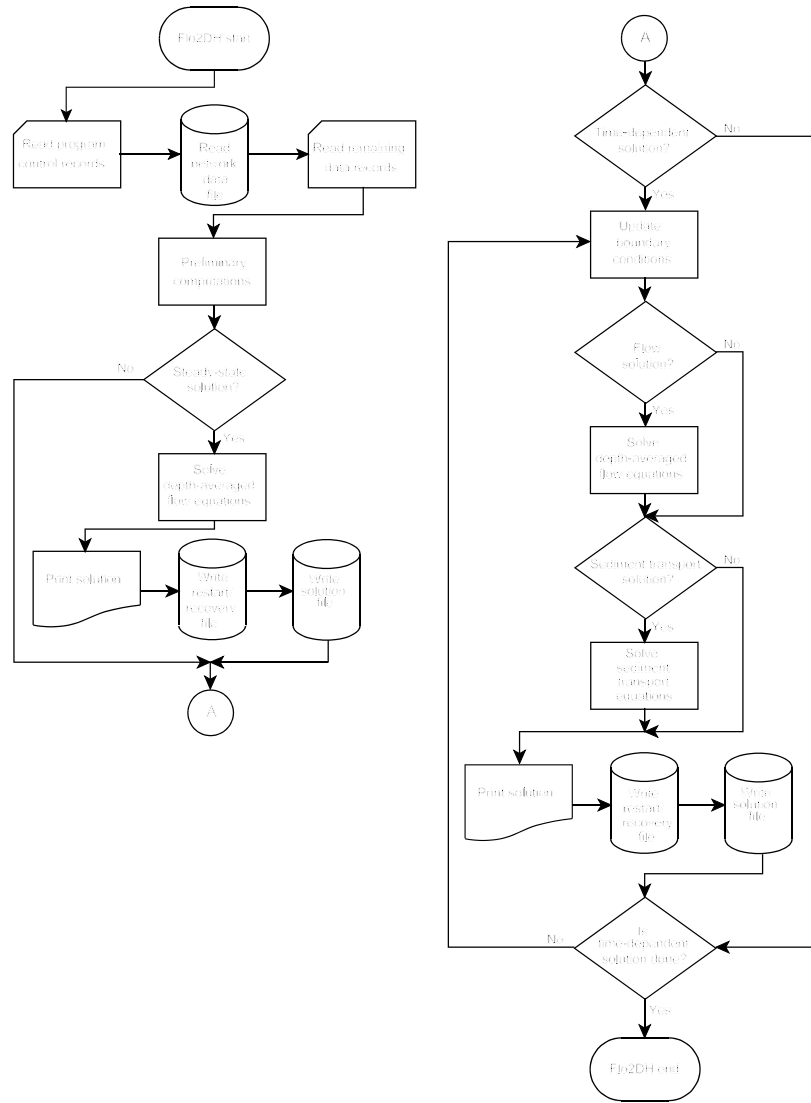 Flo2DH start
Read program
control records
Read
network
data
file
Read remaining
data records
Preliminary
computations
Steady-state
solution?
No
Yes
Solve
depth-averaged
flow equations
Print solution
Write
restart
recovery
file
Write
solution
file
A
A
Time-dependent
solution?
No
Yes
Update
boundary
conditions
Flow
solution?
No
Yes
Solve
depth-averaged
flow equations
Sediment transport
solution?
No
Yes
Solve
sediment
transport
equations
Print solution
Write
restart
recovery
file
Write
solution
file
Is
time-dependent
solution done?
No
Yes
Flo2DH end